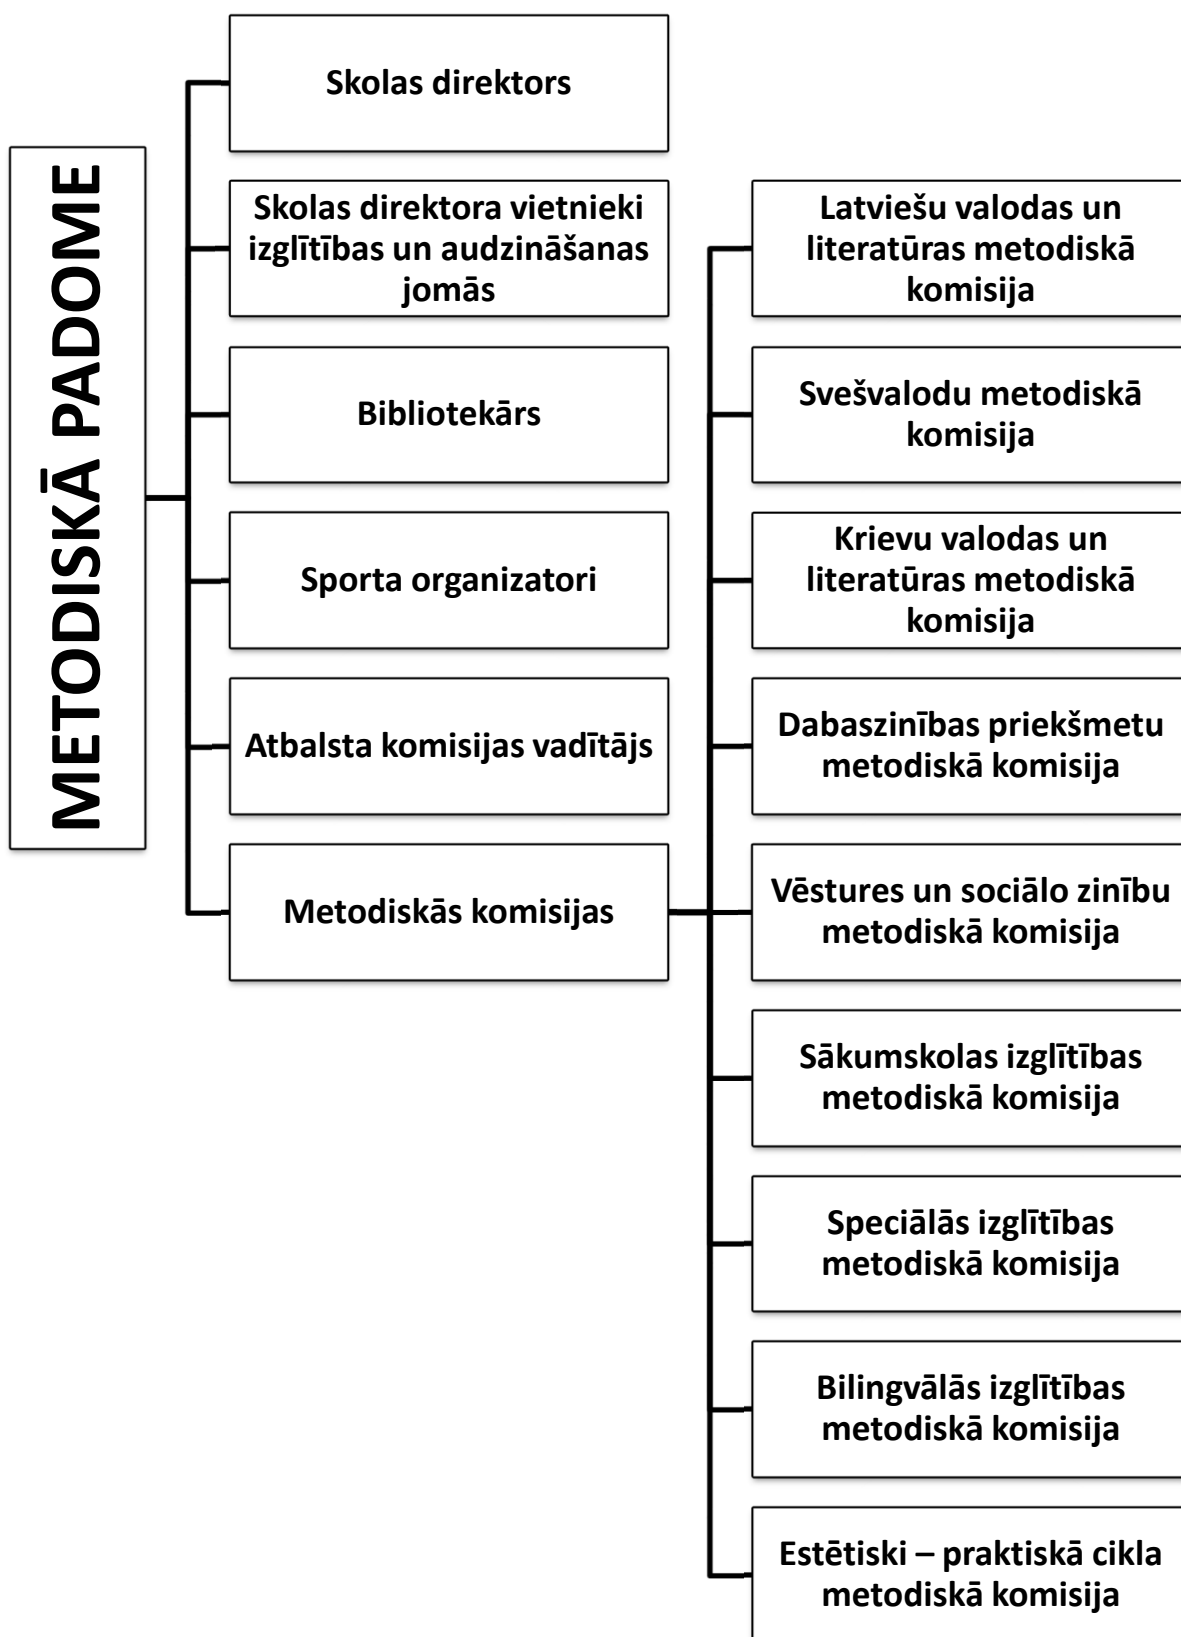 METODISKĀ PADOME
Skolas direktors
Skolas direktora vietnieki
izglītības un audzināšanas
jomās
Bibliotekārs
Sporta organizatori
Atbalsta komisijas vadītājs
Metodiskās komisijas
Latviešu valodas un
literatūras metodiskā
komisija
Svešvalodu metodiskā
komisija
Krievu valodas un
literatūras metodiskā
komisija
Dabaszinības priekšmetu
metodiskā komisija
Vēstures un sociālo zinību
metodiskā komisija
Sākumskolas izglītības
metodiskā komisija
Speciālās izglītības
metodiskā komisija
Bilingvālās izglītības
metodiskā komisija
Estētiski – praktiskā cikla
metodiskā komisija